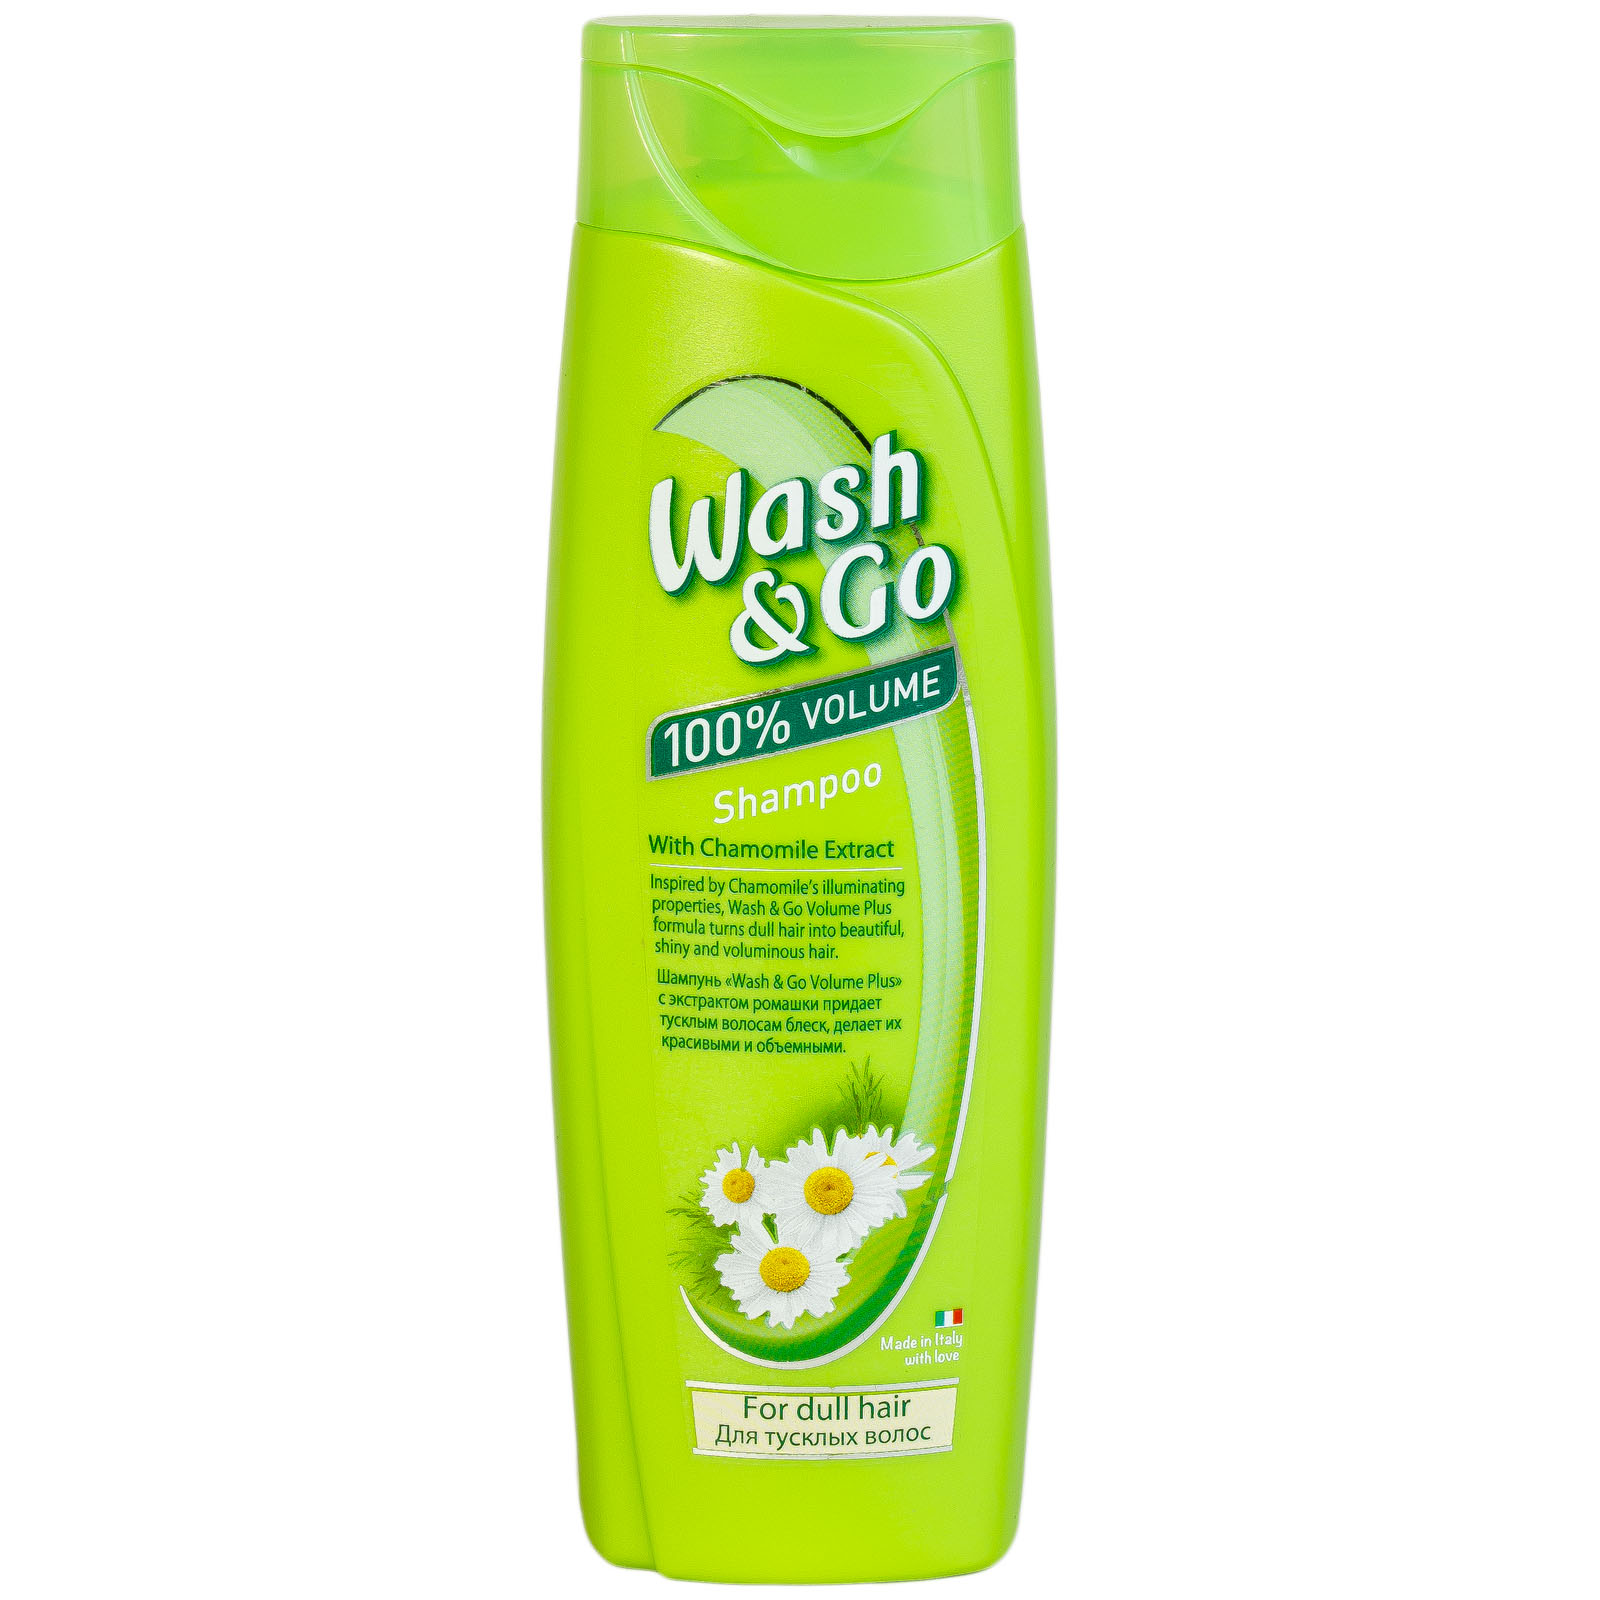 Wash
& Go
100% VOLUME
Shampoo
With Chamomile Extract
Inspired by Chamomile's illuminating
properties, Wash & Go Volume Plus
formula turns dull hair into beautiful,
shiny and voluminous hair.
Шампунь «Wash & Go Volume Plus»
с экстрактом ромашки придает
тусклым волосам блеск, делает их
красивыми и объемными.
Made in Italy
with love
For dull hair
Для тусклых волос